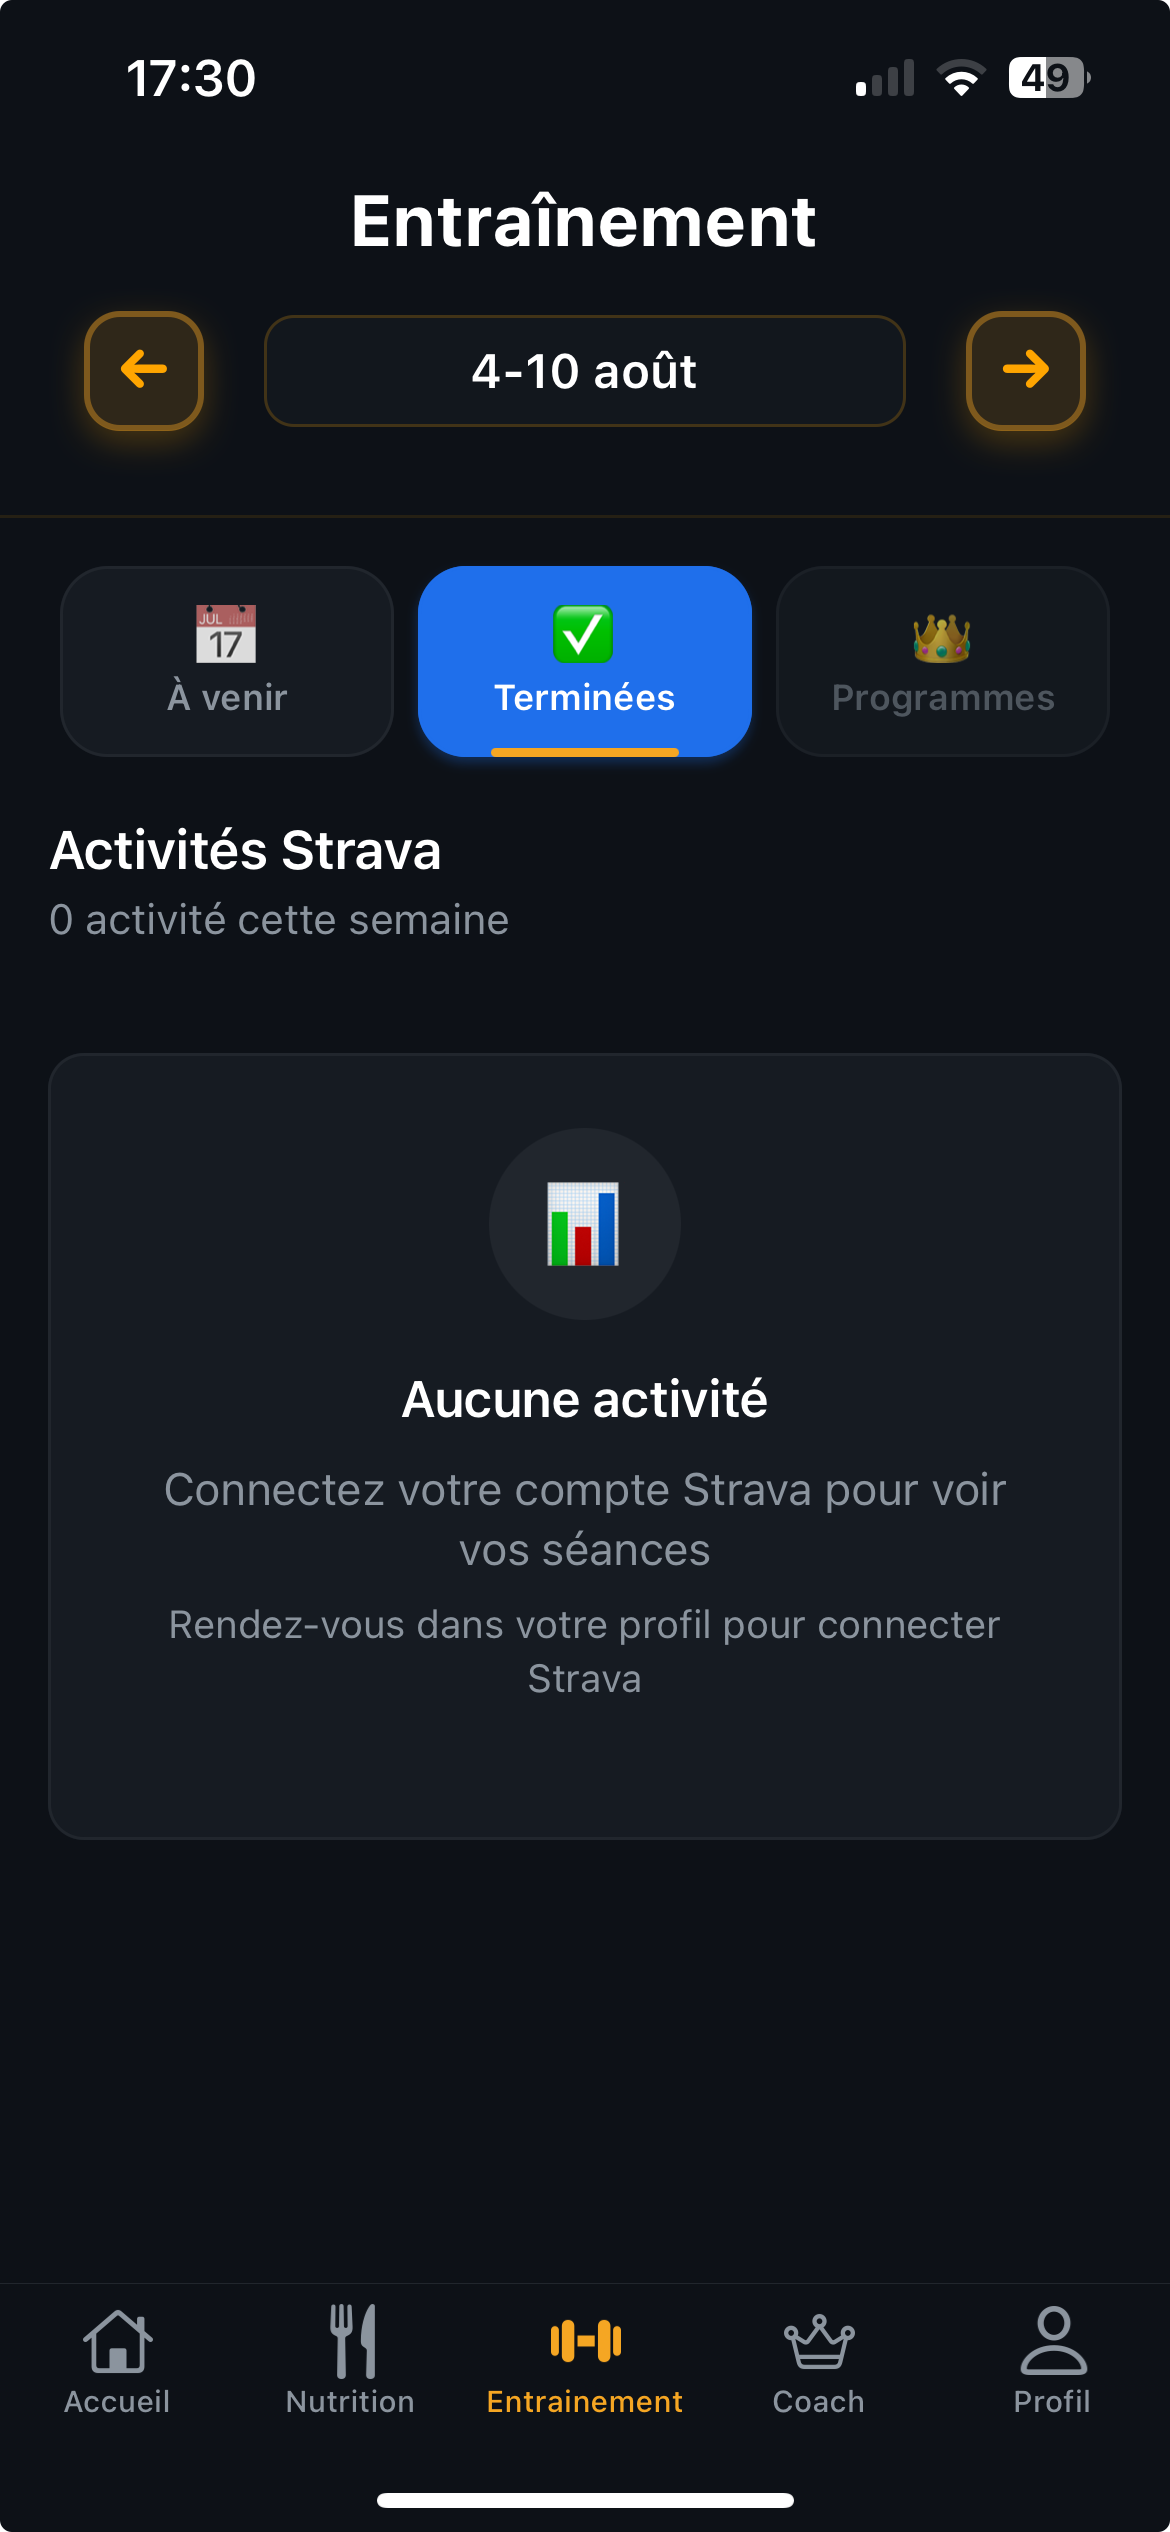 17:30
49
Entraînement
4-10 août
JUL
17
À venir
Terminées
Programmes
Activités Strava
0 activité cette semaine
Aucune activité
Connectez votre compte Strava pour voir
vos séances
Rendez-vous dans votre profil pour connecter
Strava
Accueil
Nutrition
Entrainement
Coach
Profil